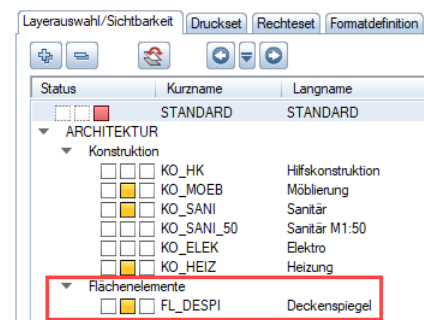 Layerauswahl/Sichtbarkeit Druckset Rechteset Formatdefinition
Status Kurzname Langname
STANDARD STANDARD
ARCHITEKTUR
Konstruktion
KO_HK Hilfskonstruktion
KO_MOEB Möblierung
KO_SANI Sanitär
KO_SANI_50 Sanitär M1:50
KO_ELEK Elektro
KO_HEIZ Heizung
Flächenelemente
FL_DESPI Deckenspiegel